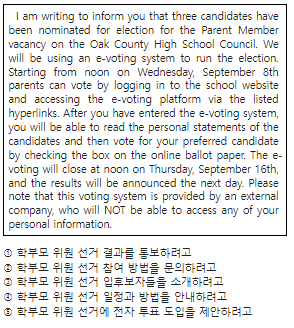 I am writing to inform you that three candidates have
been nominated for election for the Parent Member
vacancy on the Oak County High School Council. We
will be using an e-voting system to run the election.
Starting from noon on Wednesday, September 8th
parents can vote by logging in to the school website
and accessing the e-voting platform via the listed
hyperlinks. After you have entered the e-voting system,
you will be able to read the personal statements of the
candidates and then vote for your preferred candidate
by checking the box on the online ballot paper. The e-
voting will close at noon on Thursday, September 16th,
and the results will be announced the next day. Please
note that this voting system is provided by an external
company, who will NOT be able to access any of your
personal information.
① 학부모 위원 선거 결과를 통보하려고
② 학부모 위원 선거 참여 방법을 문의하려고
③ 학부모 위원 선거 입후보자들을 소개하려고
④ 학부모 위원 선거 일정과 방법을 안내하려고
⑤ 학부모 위원 선거에 전자 투표 도입을 제안하려고